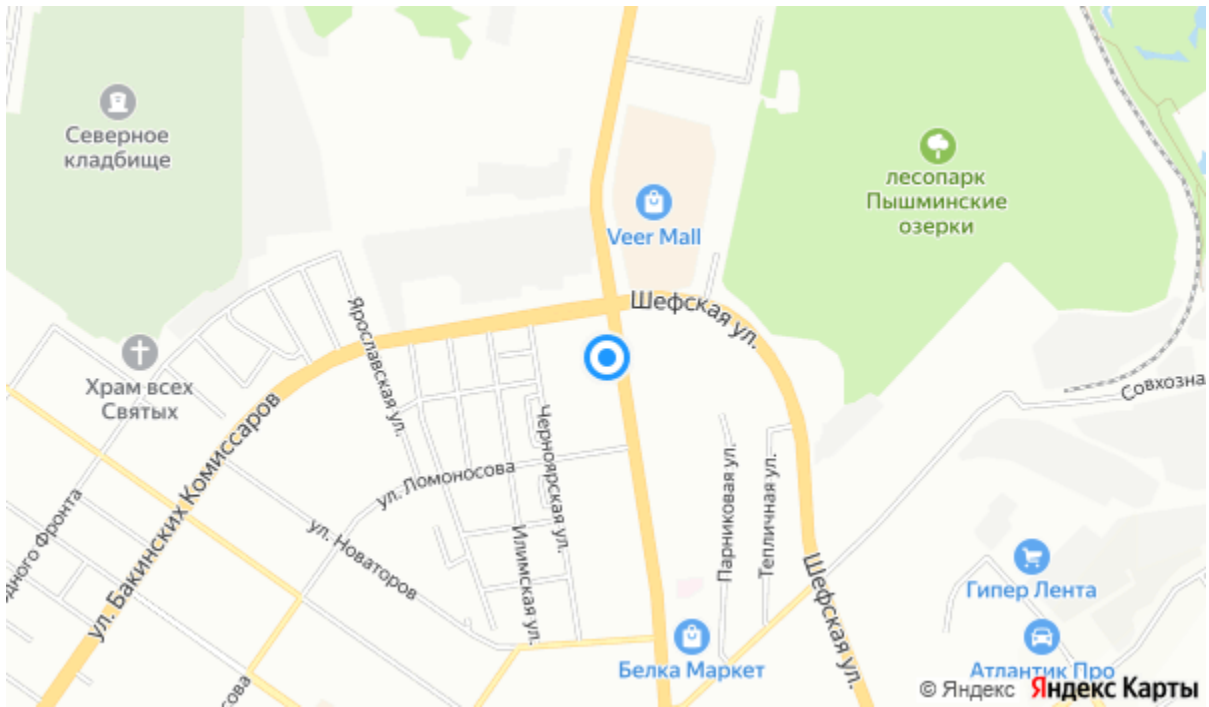 Северное
кладбище
лесопарк
Пышминские
озерки
Veer Mall
Шефская ул.
Ярославская ул.
Храм всех
Святых
Совхозна
ул. Бакинских Комиссаров
Черноярская ул.
ул. Ломоносова
Парниковая ул.
Тепличная ул.
одного Фронта
ул. Новаторов
Илимская ул.
Шефская ул.
Гипер Лента
Белка Маркет
Атлантик Про
осова
© Яндекс Яндекс Карты